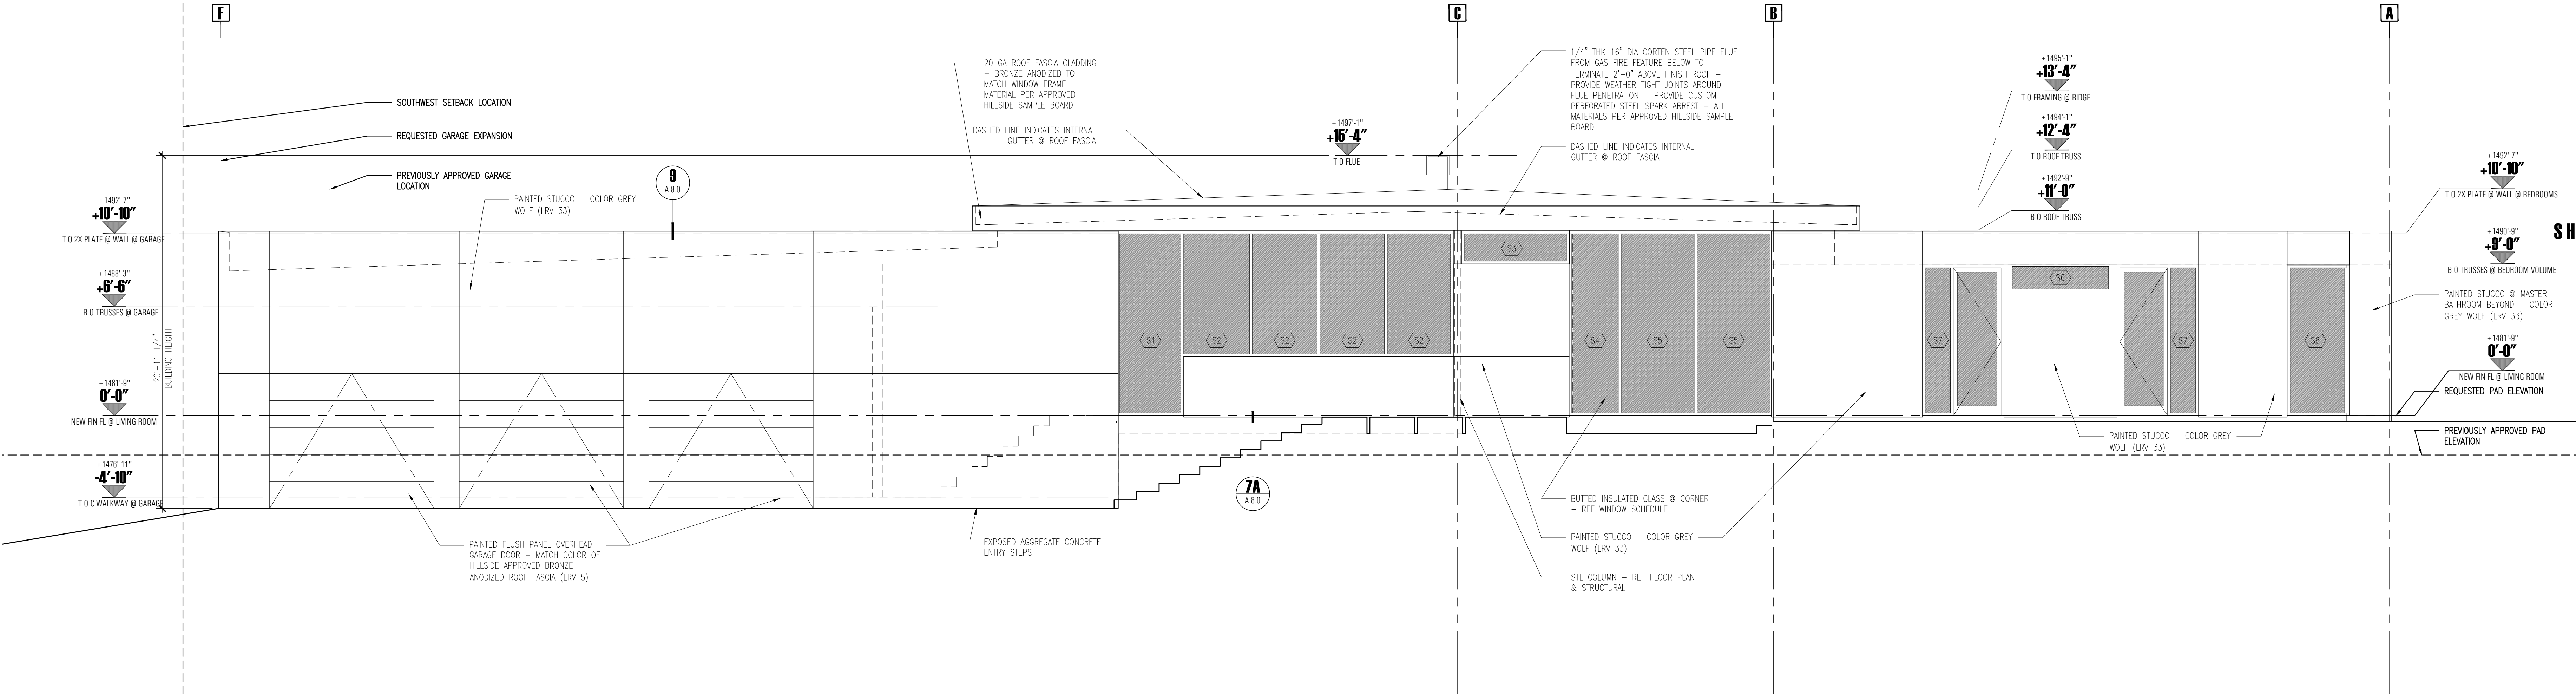 F
C
B
A
SOUTHWEST SETBACK LOCATION
REQUESTED GARAGE EXPANSION
PREVIOUSLY APPROVED GARAGE
LOCATION
PAINTED STUCCO – COLOR GREY
WOLF (LRV 33)
9
A 8.0
20 GA ROOF FASCIA CLADDING
– BRONZE ANODIZED TO
MATCH WINDOW FRAME
MATERIAL PER APPROVED
HILLSIDE SAMPLE BOARD
DASHED LINE INDICATES INTERNAL
GUTTER @ ROOF FASCIA
+1497'-1"
+15'-4"
T O FLUE
1/4" THK 16" DIA CORTEN STEEL PIPE FLUE
FROM GAS FIRE FEATURE BELOW TO
TERMINATE 2'-0" ABOVE FINISH ROOF –
PROVIDE WEATHER TIGHT JOINTS AROUND
FLUE PENETRATION – PROVIDE CUSTOM
PERFORATED STEEL SPARK ARREST – ALL
MATERIALS PER APPROVED HILLSIDE SAMPLE
BOARD
DASHED LINE INDICATES INTERNAL
GUTTER @ ROOF FASCIA
+1495'-1"
+13'-4"
T O FRAMING @ RIDGE
+1494'-1"
+12'-4"
T O ROOF TRUSS
+1492'-9"
+11'-0"
B O ROOF TRUSS
+1492'-7"
+10'-10"
T O 2X PLATE @ WALL @ BEDROOMS
+1490'-9"
+9'-0"
B O TRUSSES @ BEDROOM VOLUME
SH
PAINTED STUCCO @ MASTER
BATHROOM BEYOND – COLOR
GREY WOLF (LRV 33)
+1481'-9"
0'-0"
NEW FIN FL @ LIVING ROOM
REQUESTED PAD ELEVATION
PREVIOUSLY APPROVED PAD
ELEVATION
+1492'-7"
+10'-10"
T O 2X PLATE @ WALL @ GARAGE
+1488'-3"
+6'-6"
B O TRUSSES @ GARAGE
20'-11 1/4"
BUILDING HEIGHT
+1481'-9"
0'-0"
NEW FIN FL @ LIVING ROOM
+1476'-11"
-4'-10"
T O C WALKWAY @ GARAGE
S1
S2
S2
S2
S2
S3
S4
S5
S5
S7
S6
S7
S8
7A
A 8.0
PAINTED FLUSH PANEL OVERHEAD
GARAGE DOOR – MATCH COLOR OF
HILLSIDE APPROVED BRONZE
ANODIZED ROOF FASCIA (LRV 5)
EXPOSED AGGREGATE CONCRETE
ENTRY STEPS
BUTTED INSULATED GLASS @ CORNER
– REF WINDOW SCHEDULE
PAINTED STUCCO – COLOR GREY
WOLF (LRV 33)
STL COLUMN – REF FLOOR PLAN
& STRUCTURAL
PAINTED STUCCO – COLOR GREY
WOLF (LRV 33)